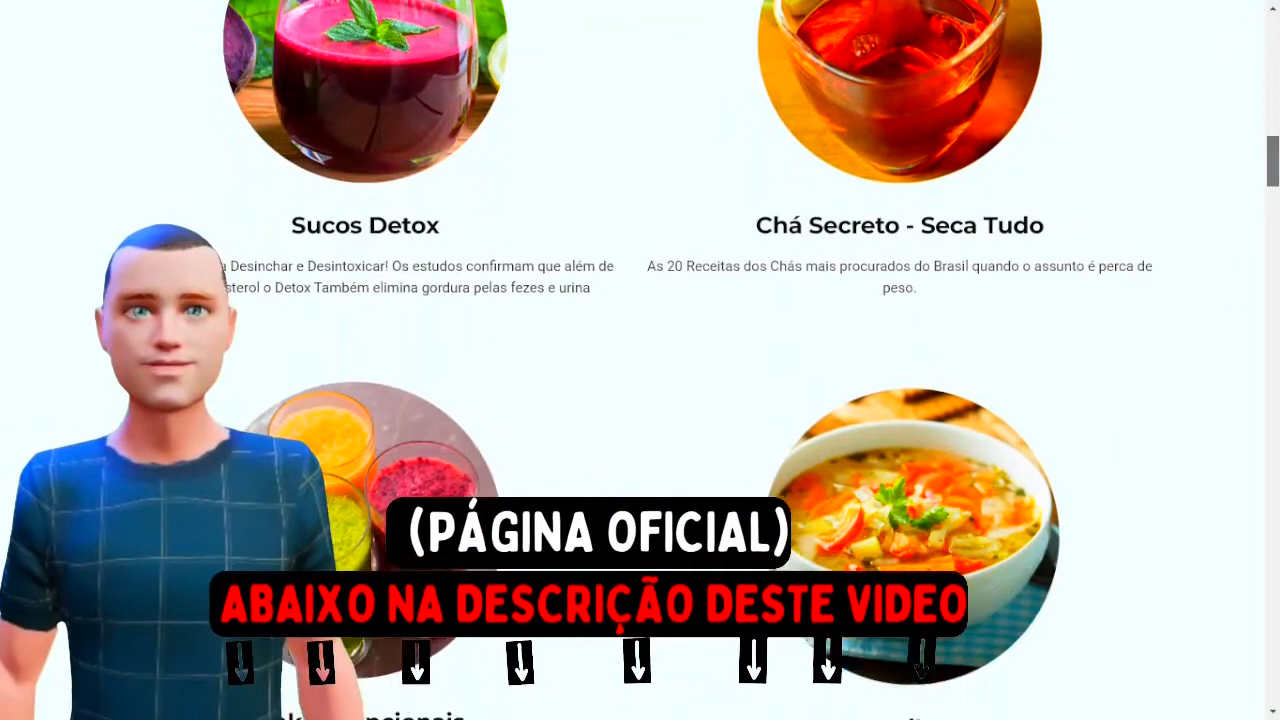 Sucos Detox
Chá Secreto - Seca Tudo
Desinchar e Desintoxicar! Os estudos confirmam que além de
o Detox Também elimina gordura pelas fezes e urina
As 20 Receitas dos Chás mais procurados do Brasil quando o assunto é perca de
peso.
(PÁGINA OFICIAL)
ABAIXO NA DESCRIÇÃO DESTE VIDEO